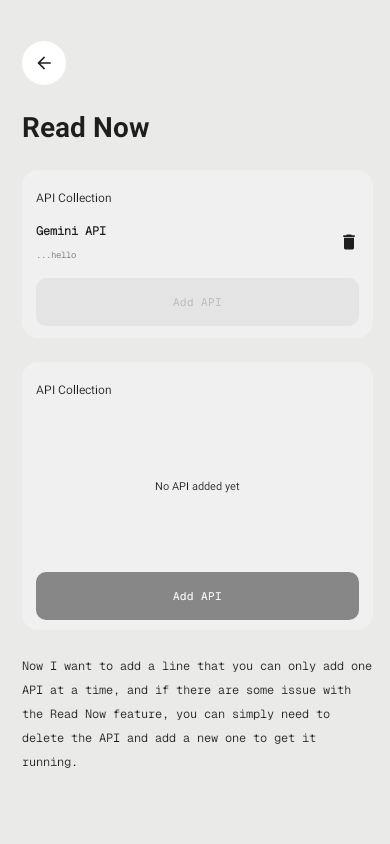 Read Now
API Collection
Gemini API
...hello
Add API
API Collection
No API added yet
Add API
Now I want to add a line that you can only add one
API at a time, and if there are some issue with
the Read Now feature, you can simply need to
delete the API and add a new one to get it
running.